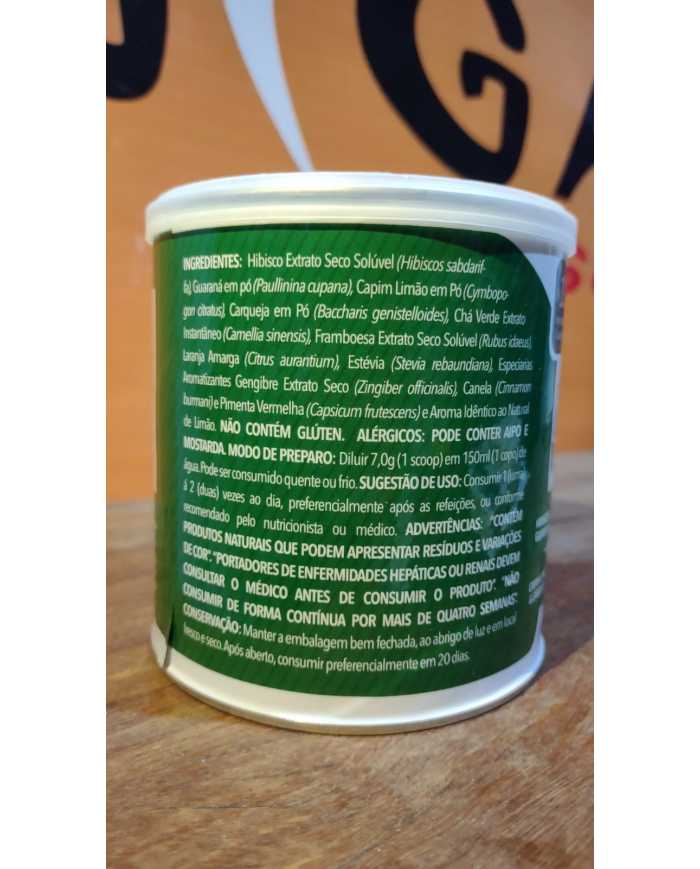 INGREDIENTES: Hibisco Extrato Seco Solúvel (Hibiscos sabdarif-
fa), Guaraná em pó (Paullinina cupana), Capim Limão em Pó (Cymbopo-
gon citratus), Carqueja em Pó (Baccharis genistelloides), Chá Verde Extrato
Instantâneo (Camellia sinensis), Framboesa Extrato Seco Solúvel (Rubus idaeus),
Laranja Amarga (Citrus aurantium), Estévia (Stevia rebaundiana), Especiarias
Aromatizantes Gengibre Extrato Seco (Zingiber officinalis), Canela (Cinnamom
burmani) e Pimenta Vermelha (Capsicum frutescens) e Aroma Idêntico ao Natural
de Limão. NÃO CONTÉM GLÚTEN. ALÉRGICOS: PODE CONTER AIPO E
MOSTARDA. MODO DE PREPARO: Diluir 7,0g (1 scoop) em 150ml (1 copo) de
água. Pode ser consumido quente ou frio. SUGESTÃO DE USO: Consumir 1 (uma)
á 2 (duas) vezes ao dia, preferencialmente após as refeições, ou conforme
recomendado pelo nutricionista ou médico. ADVERTÊNCIAS: "CONTÉM
PRODUTOS NATURAIS QUE PODEM APRESENTAR RESÍDUOS E VARIAÇÕES
DE COR". "PORTADORES DE ENFERMIDADES HEPÁTICAS OU RENAIS DEVEM
CONSULTAR O MÉDICO ANTES DE CONSUMIR O PRODUTO". "NÃO
CONSUMIR DE FORMA CONTÍNUA POR MAIS DE QUATRO SEMANAS".
CONSERVAÇÃO: Manter a embalagem bem fechada, ao abrigo de luz e em local
fresco e seco. Após aberto, consumir preferencialmente em 20 dias.